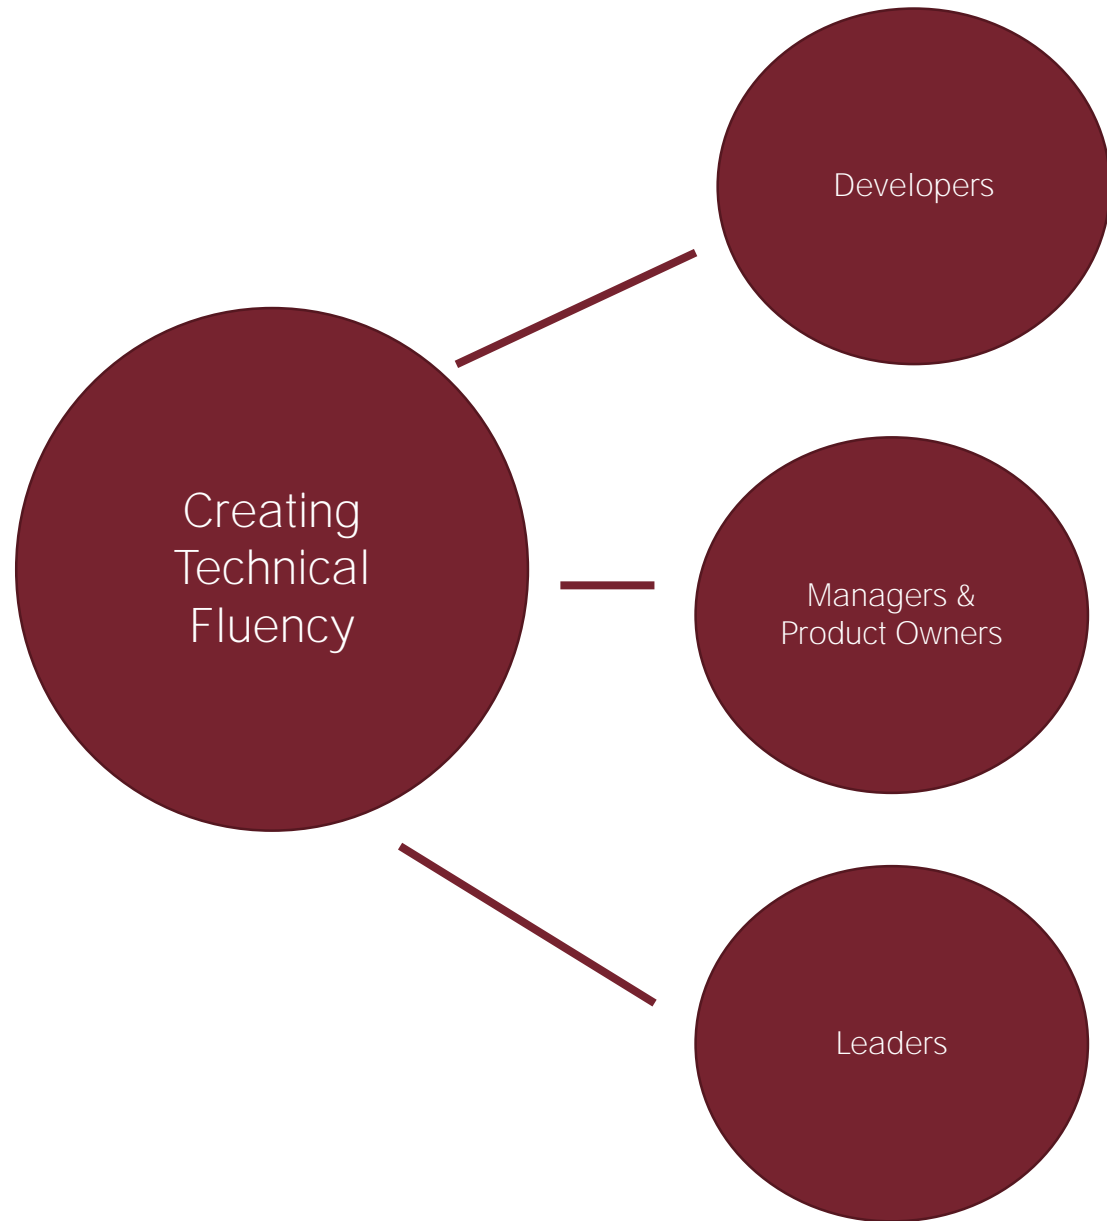 Developers
Creating
Technical
Fluency
Managers &
Product Owners
Leaders